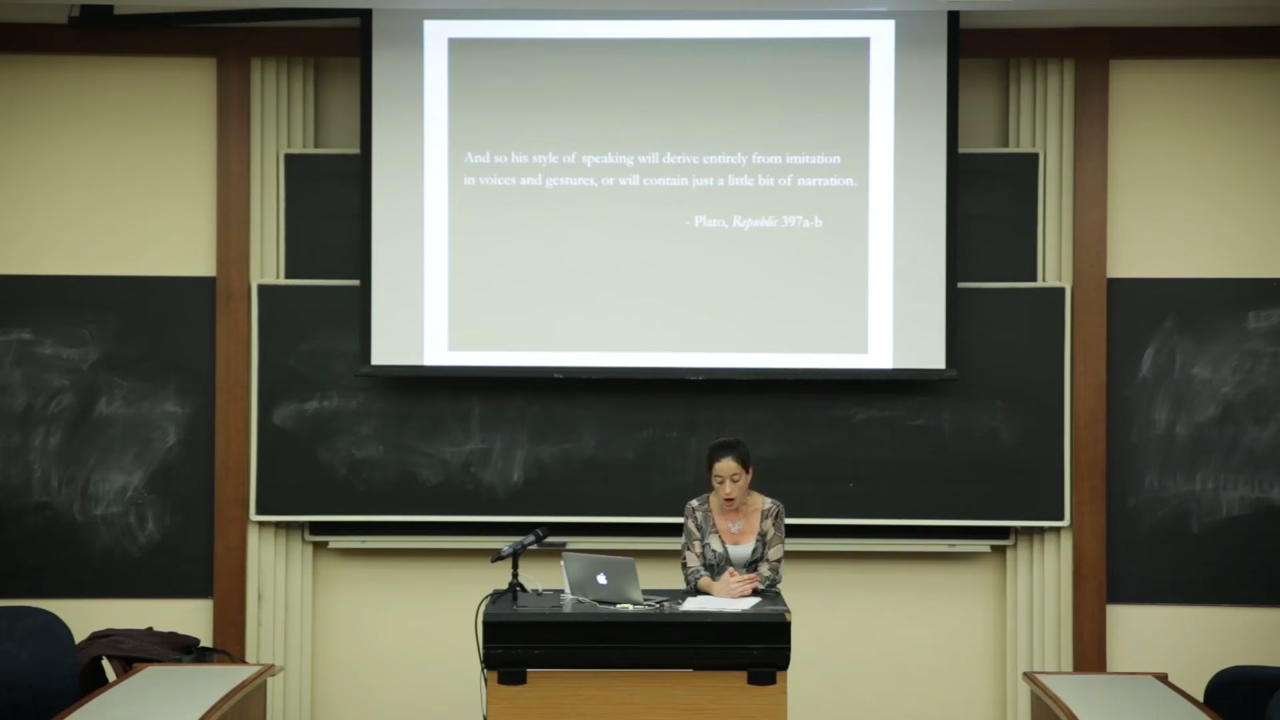 And so his style of speaking will derive entirely from imitation
in voices and gestures, or will contain just a little bit of narration.
- Plato, Republic 397a-b